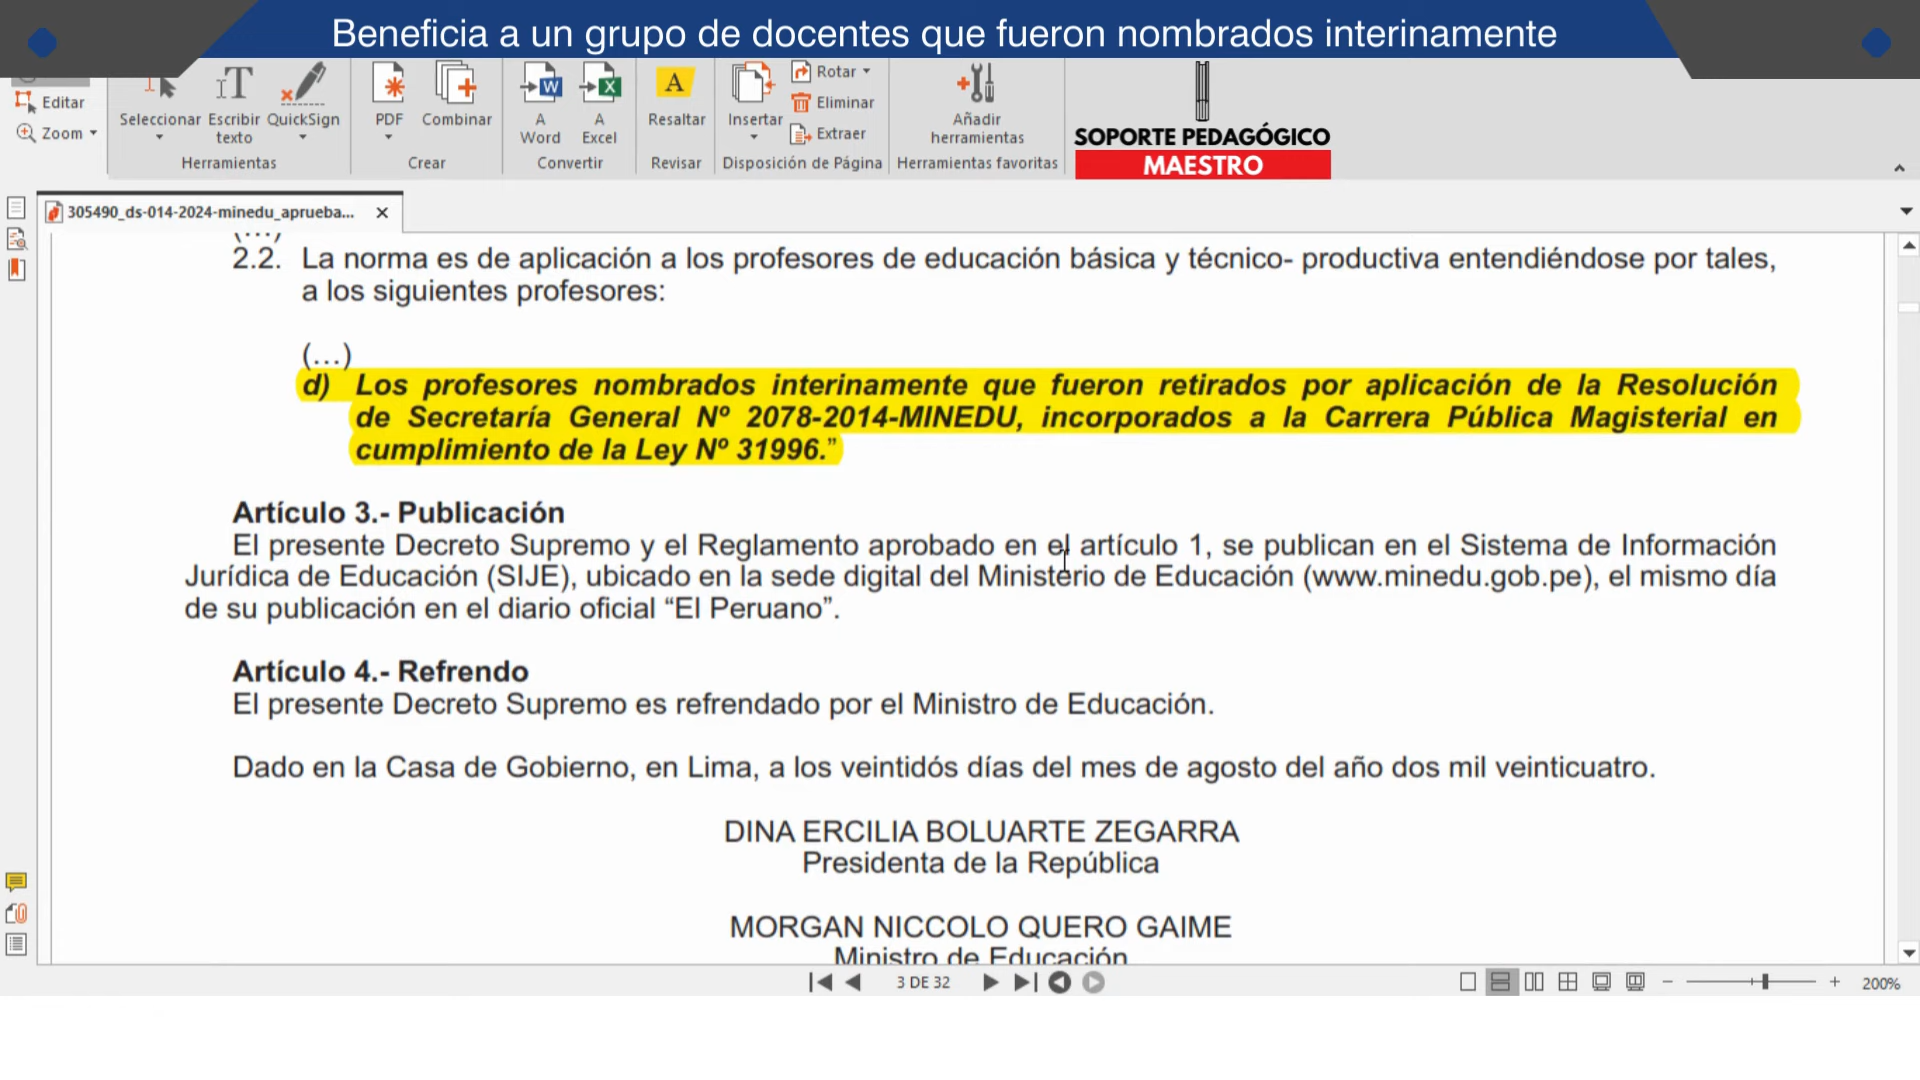 Beneficia a un grupo de docentes que fueron nombrados interinamente
Editar
Zoom
Seleccionar
Escribir
texto
QuickSign
Herramientas
PDF
Combinar
Crear
A
Word
A
Excel
Convertir
Resaltar
Revisar
Insertar
Rotar
Eliminar
Extraer
Disposición de Página
Añadir
herramientas
Herramientas favoritas
SOPORTE PEDAGÓGICO
MAESTRO
305490_ds-014-2024-minedu_aprueba...
(...)
2.2. La norma es de aplicación a los profesores de educación básica y técnico- productiva entendiéndose por tales,
a los siguientes profesores:
(...)
d) Los profesores nombrados interinamente que fueron retirados por aplicación de la Resolución
de Secretaría General Nº 2078-2014-MINEDU, incorporados a la Carrera Pública Magisterial en
cumplimiento de la Ley Nº 31996.”
Artículo 3.- Publicación
El presente Decreto Supremo y el Reglamento aprobado en el artículo 1, se publican en el Sistema de Información
Jurídica de Educación (SIJE), ubicado en la sede digital del Ministerio de Educación (www.minedu.gob.pe), el mismo día
de su publicación en el diario oficial “El Peruano”.
Artículo 4.- Refrendo
El presente Decreto Supremo es refrendado por el Ministro de Educación.
Dado en la Casa de Gobierno, en Lima, a los veintidós días del mes de agosto del año dos mil veinticuatro.
DINA ERCILIA BOLUARTE ZEGARRA
Presidenta de la República
MORGAN NICCOLO QUERO GAIME
Ministro de Educación
3 DE 32
200%